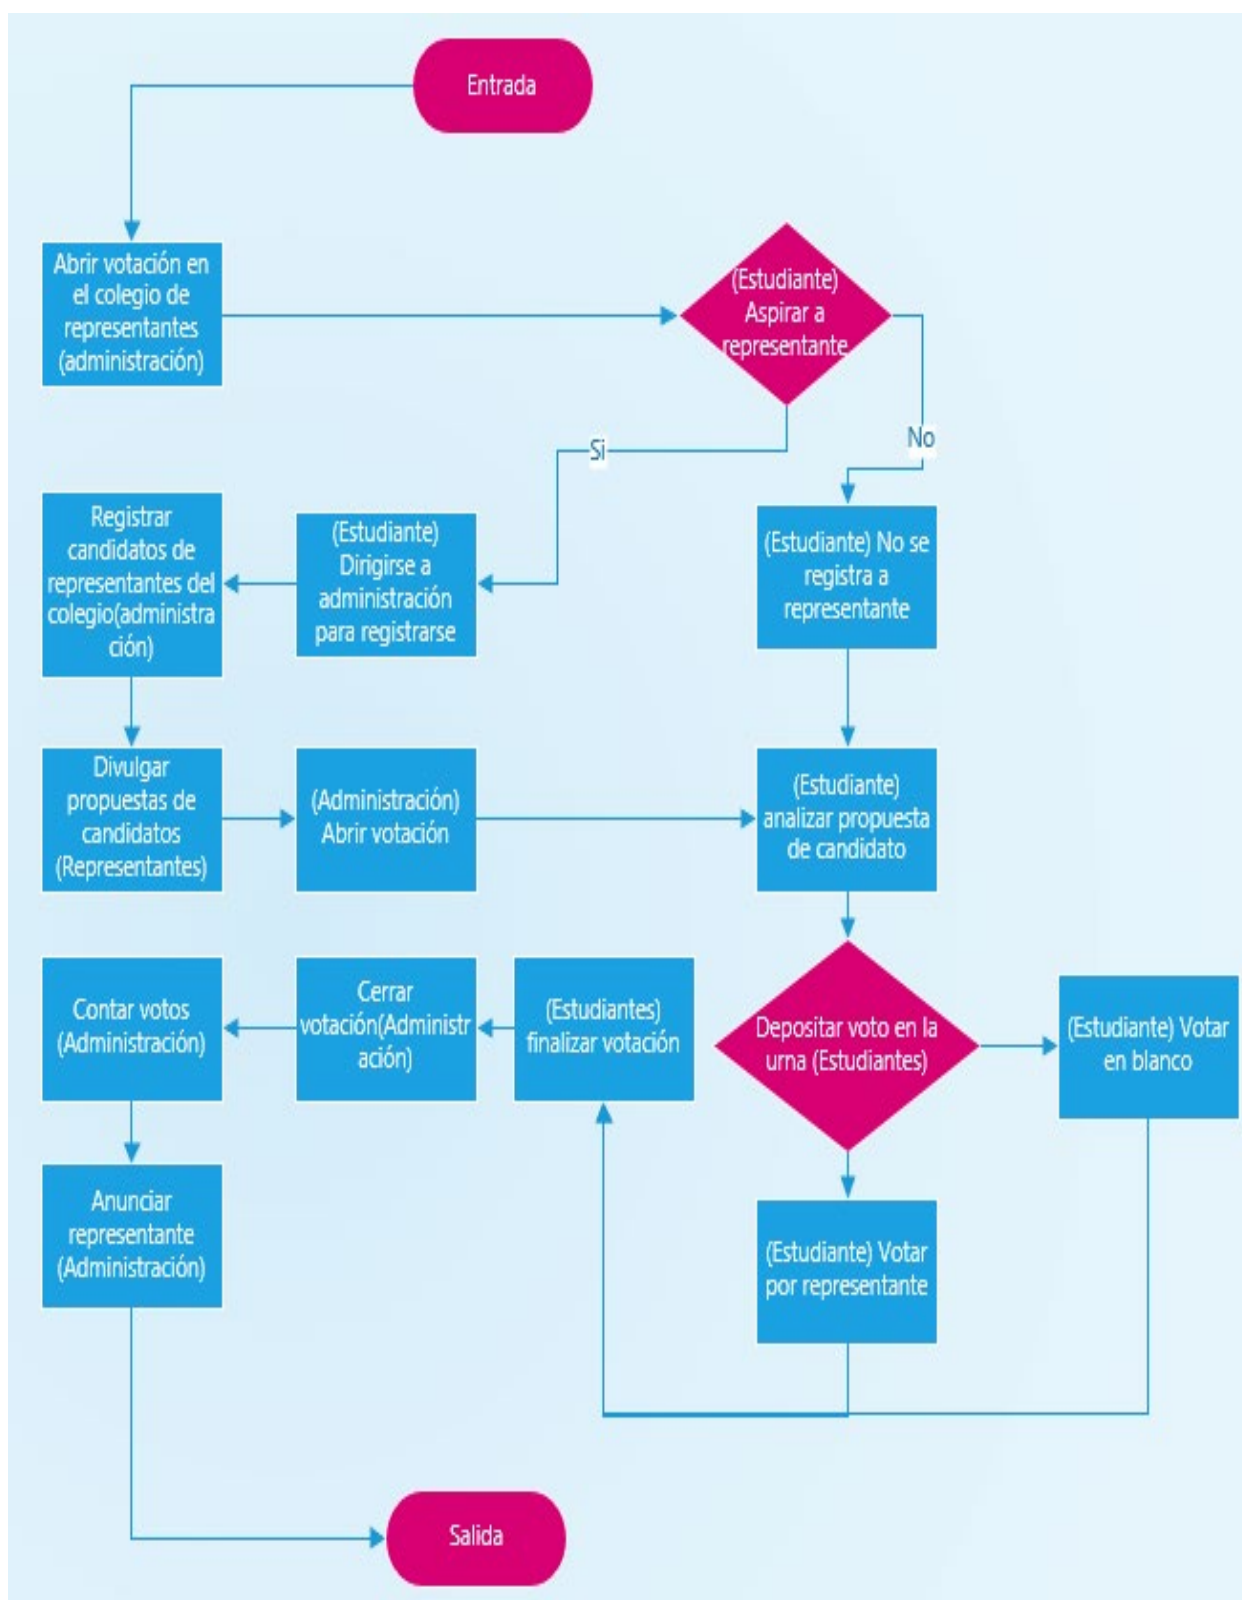 Entrada
Abrir votación en
el colegio de
representantes
(administración)
(Estudiante)
Aspirar a
representante
Si
No
Registrar
candidatos de
representantes del
colegio(administra
ción)
(Estudiante)
Dirigirse a
administración
para registrarse
(Estudiante) No se
registra a
representante
Divulgar
propuestas de
candidatos
(Representantes)
(Administración)
Abrir votación
(Estudiante)
analizar propuesta
de candidato
Contar votos
(Administración)
Cerrar
votación(Administr
ación)
(Estudiantes)
finalizar votación
Depositar voto en la
urna (Estudiantes)
(Estudiante) Votar
en blanco
Anunciar
representante
(Administración)
(Estudiante) Votar
por representante
Salida